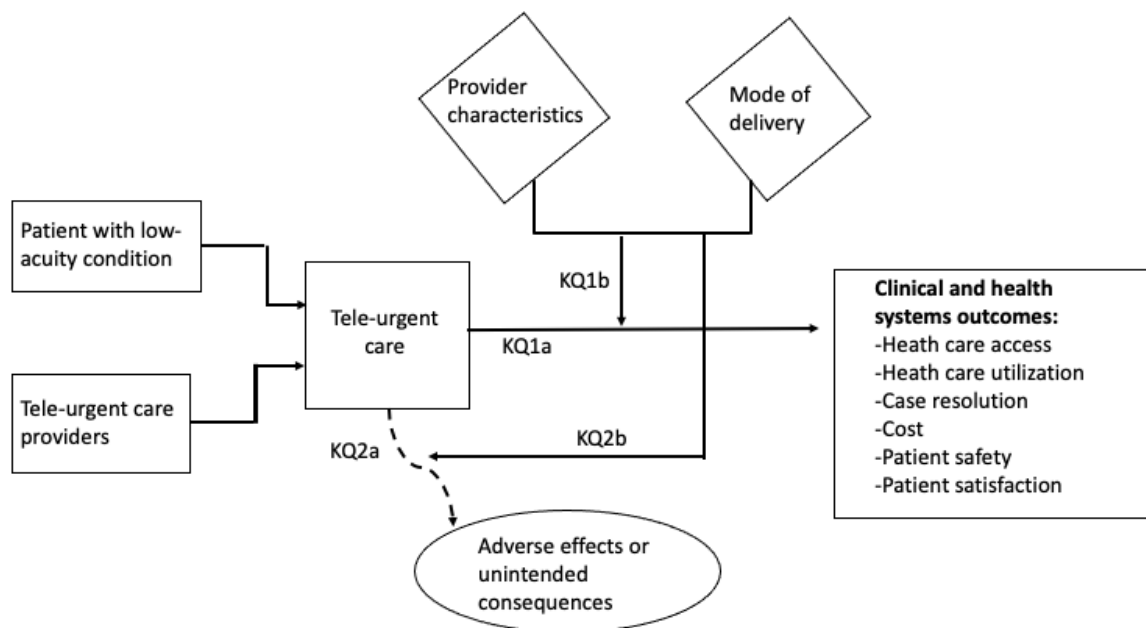 Provider
characteristics
Mode of
delivery
Patient with low-
acuity condition
KQ1b
Tele-urgent
care
KQ1a
Clinical and health
systems outcomes:
-Heath care access
-Heath care utilization
-Case resolution
-Cost
-Patient safety
-Patient satisfaction
Tele-urgent care
providers
KQ2a
KQ2b
Adverse effects or
unintended
consequences